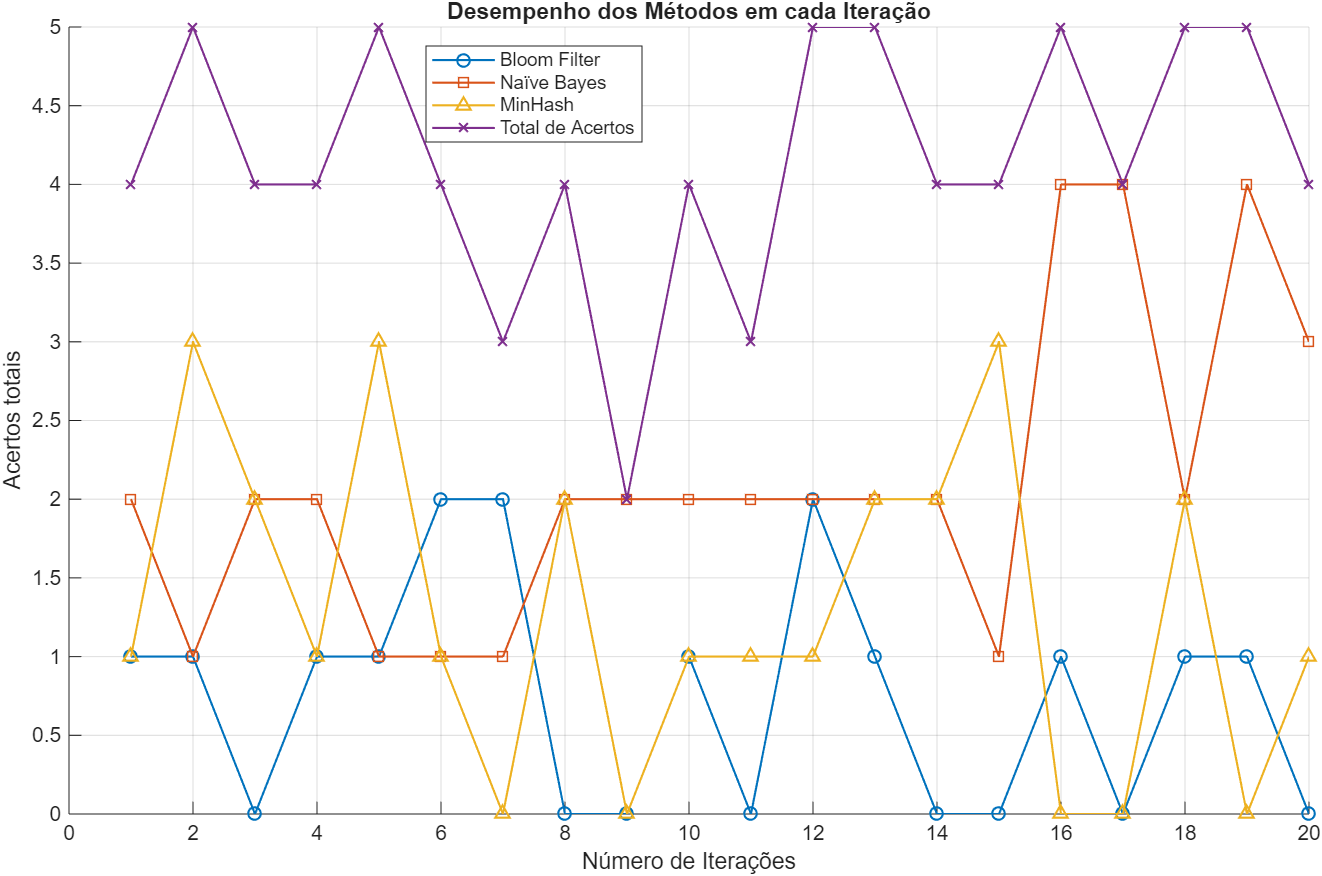 Desempenho dos Métodos em cada Iteração
Bloom Filter
Naïve Bayes
MinHash
Total de Acertos
Acertos totais
5
4.5
4
3.5
3
2.5
2
1.5
1
0.5
0
0 2 4 6 8 10 12 14 16 18 20
Número de Iterações